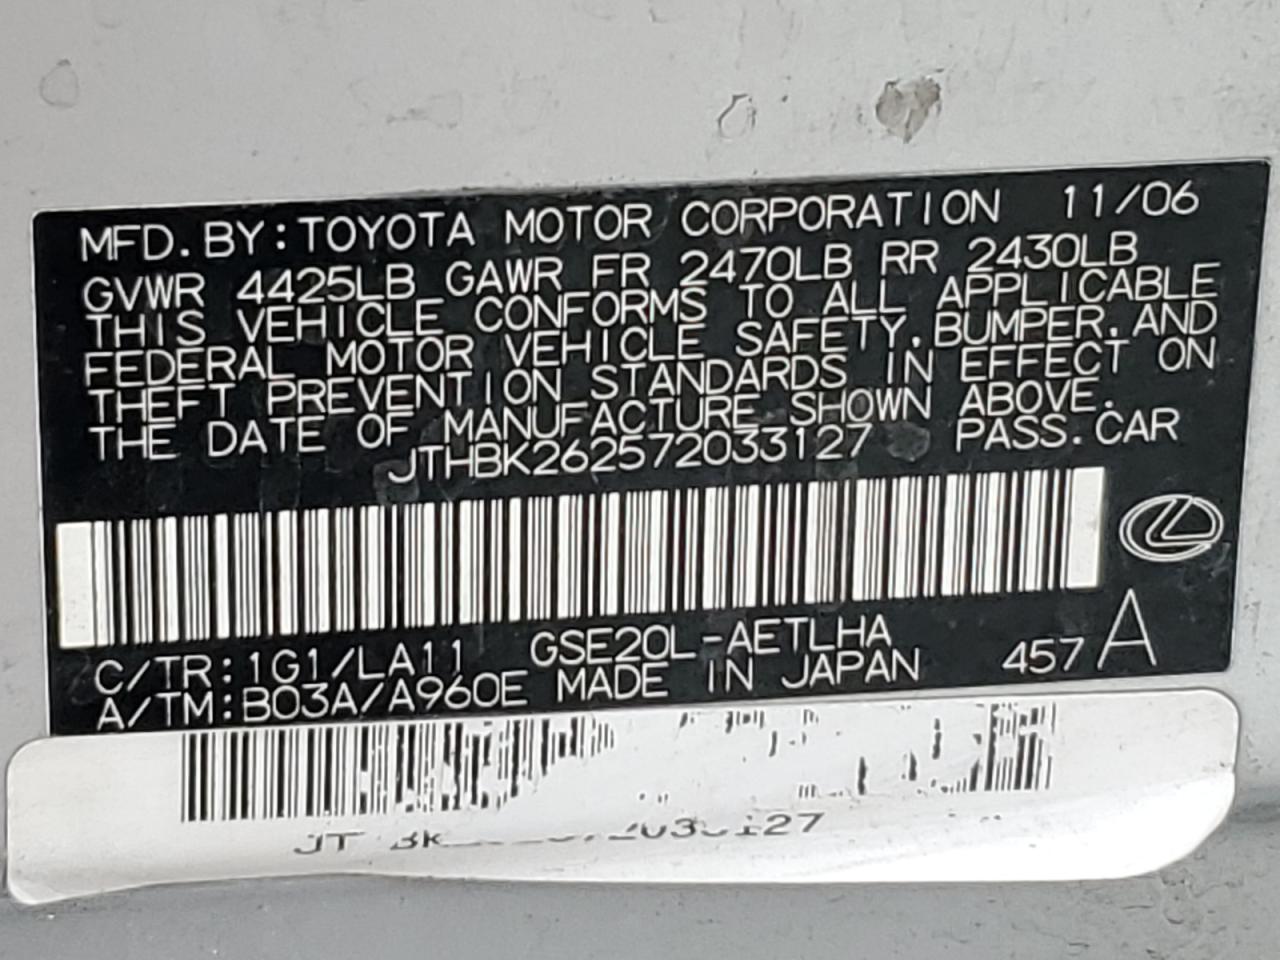 MFD. BY: TOYOTA MOTOR CORPORATION 11/06
GVWR 4425LB GAWR FR 2470LB RR 2430LB
THIS VEHICLE CONFORMS TO ALL APPLICABLE
FEDERAL MOTOR VEHICLE SAFETY, BUMPER, AND
THEFT PREVENTION STANDARDS IN EFFECT ON
THE DATE OF MANUFACTURE SHOWN ABOVE.
JTHBK262572033127 PASS. CAR
C/TR: 1G1/LA11 GSE20L-AETLHA 457 A
A/TM: B03A/A960E MADE IN JAPAN